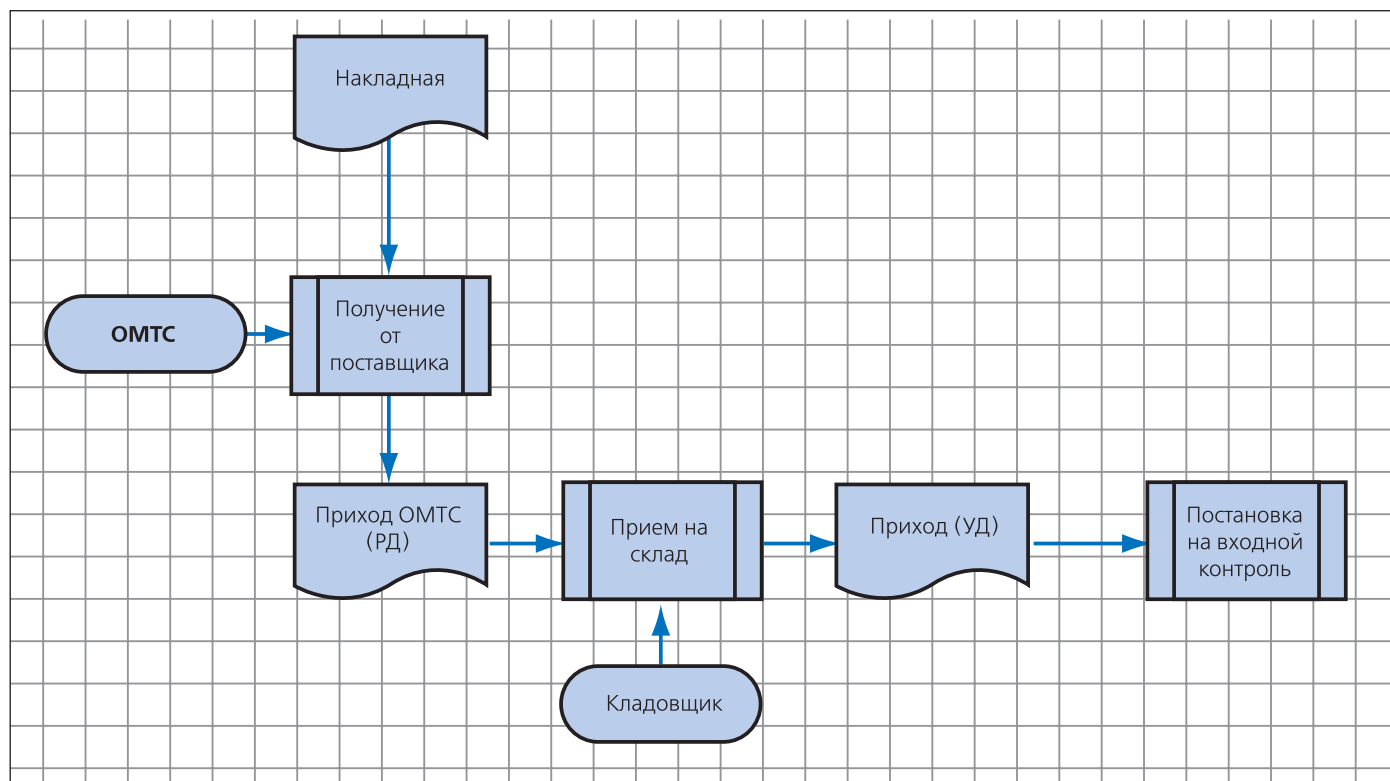 Накладная
ОМТС
Получение
от
поставщика
Приход ОМТС
(РД)
Прием на
склад
Приход (УД)
Постановка
на входной
контроль
Кладовщик